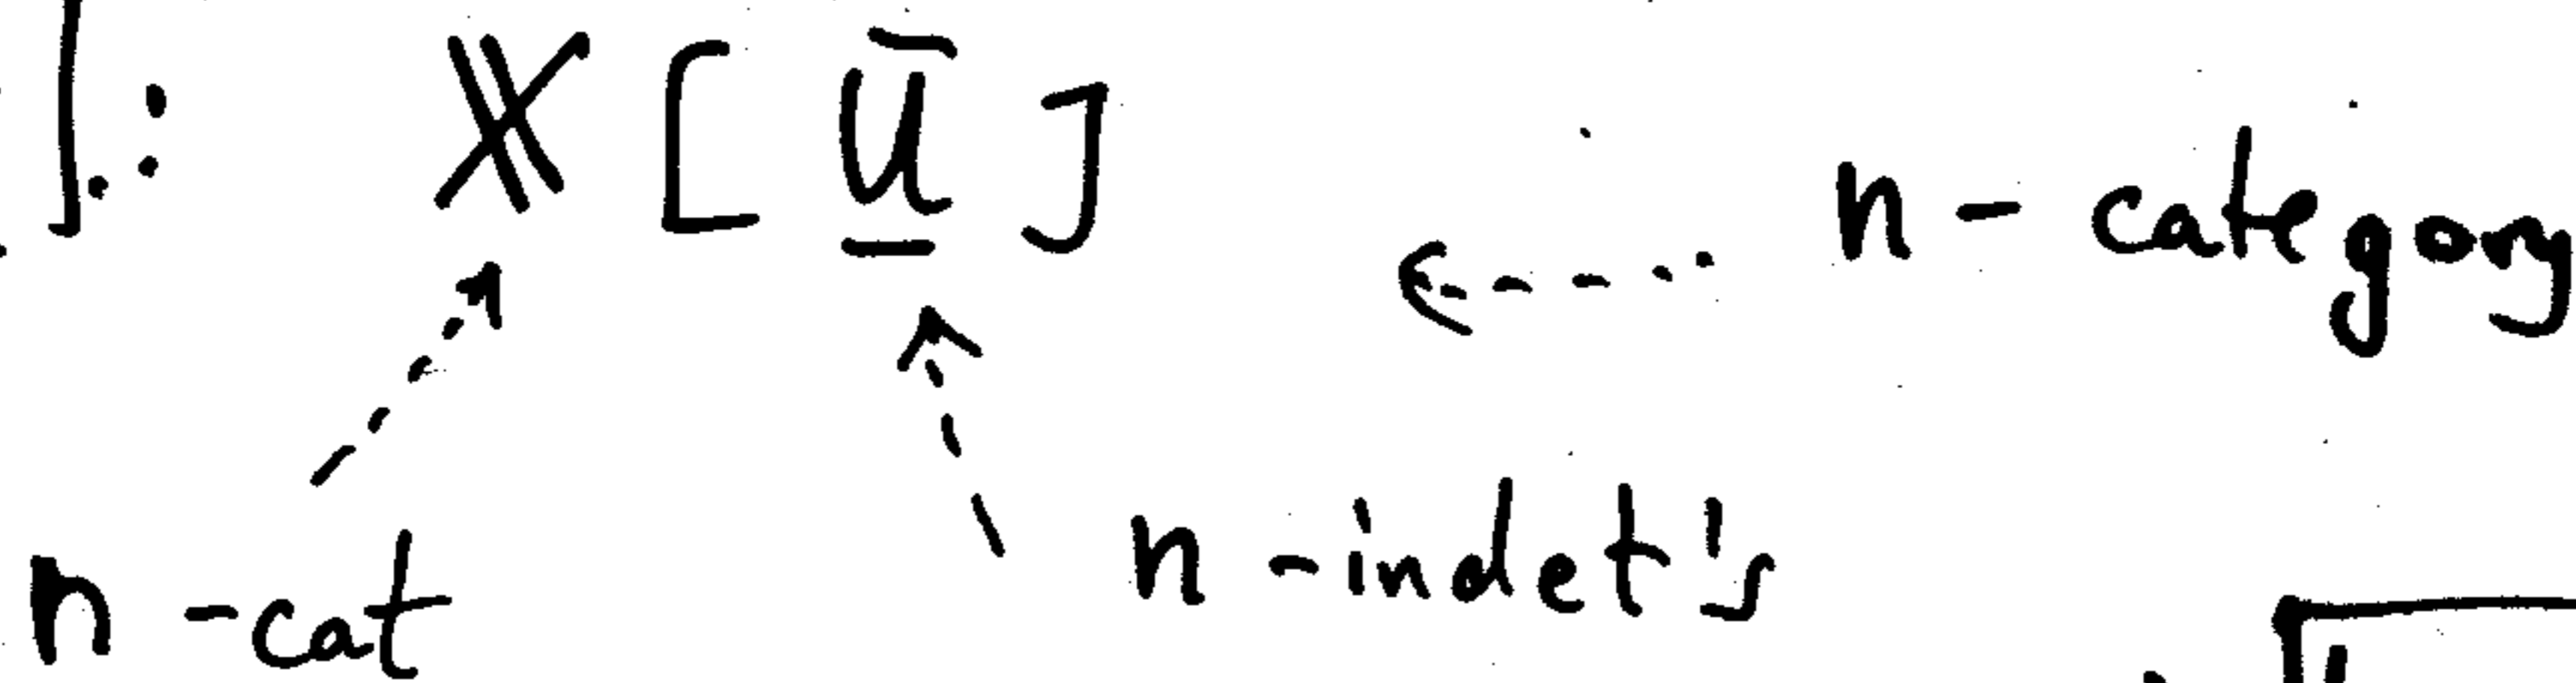 ]: 𝕏 [ Ū̲ ]
n - category
n - indet's
n - cat